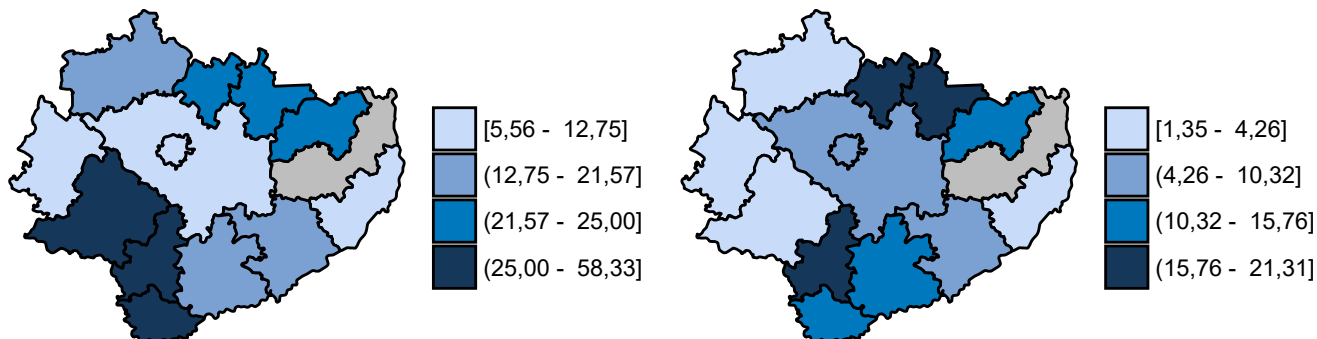 [5,56 - 12,75]
(12,75 - 21,57]
(21,57 - 25,00]
(25,00 - 58,33]
[1,35 - 4,26]
(4,26 - 10,32]
(10,32 - 15,76]
(15,76 - 21,31]